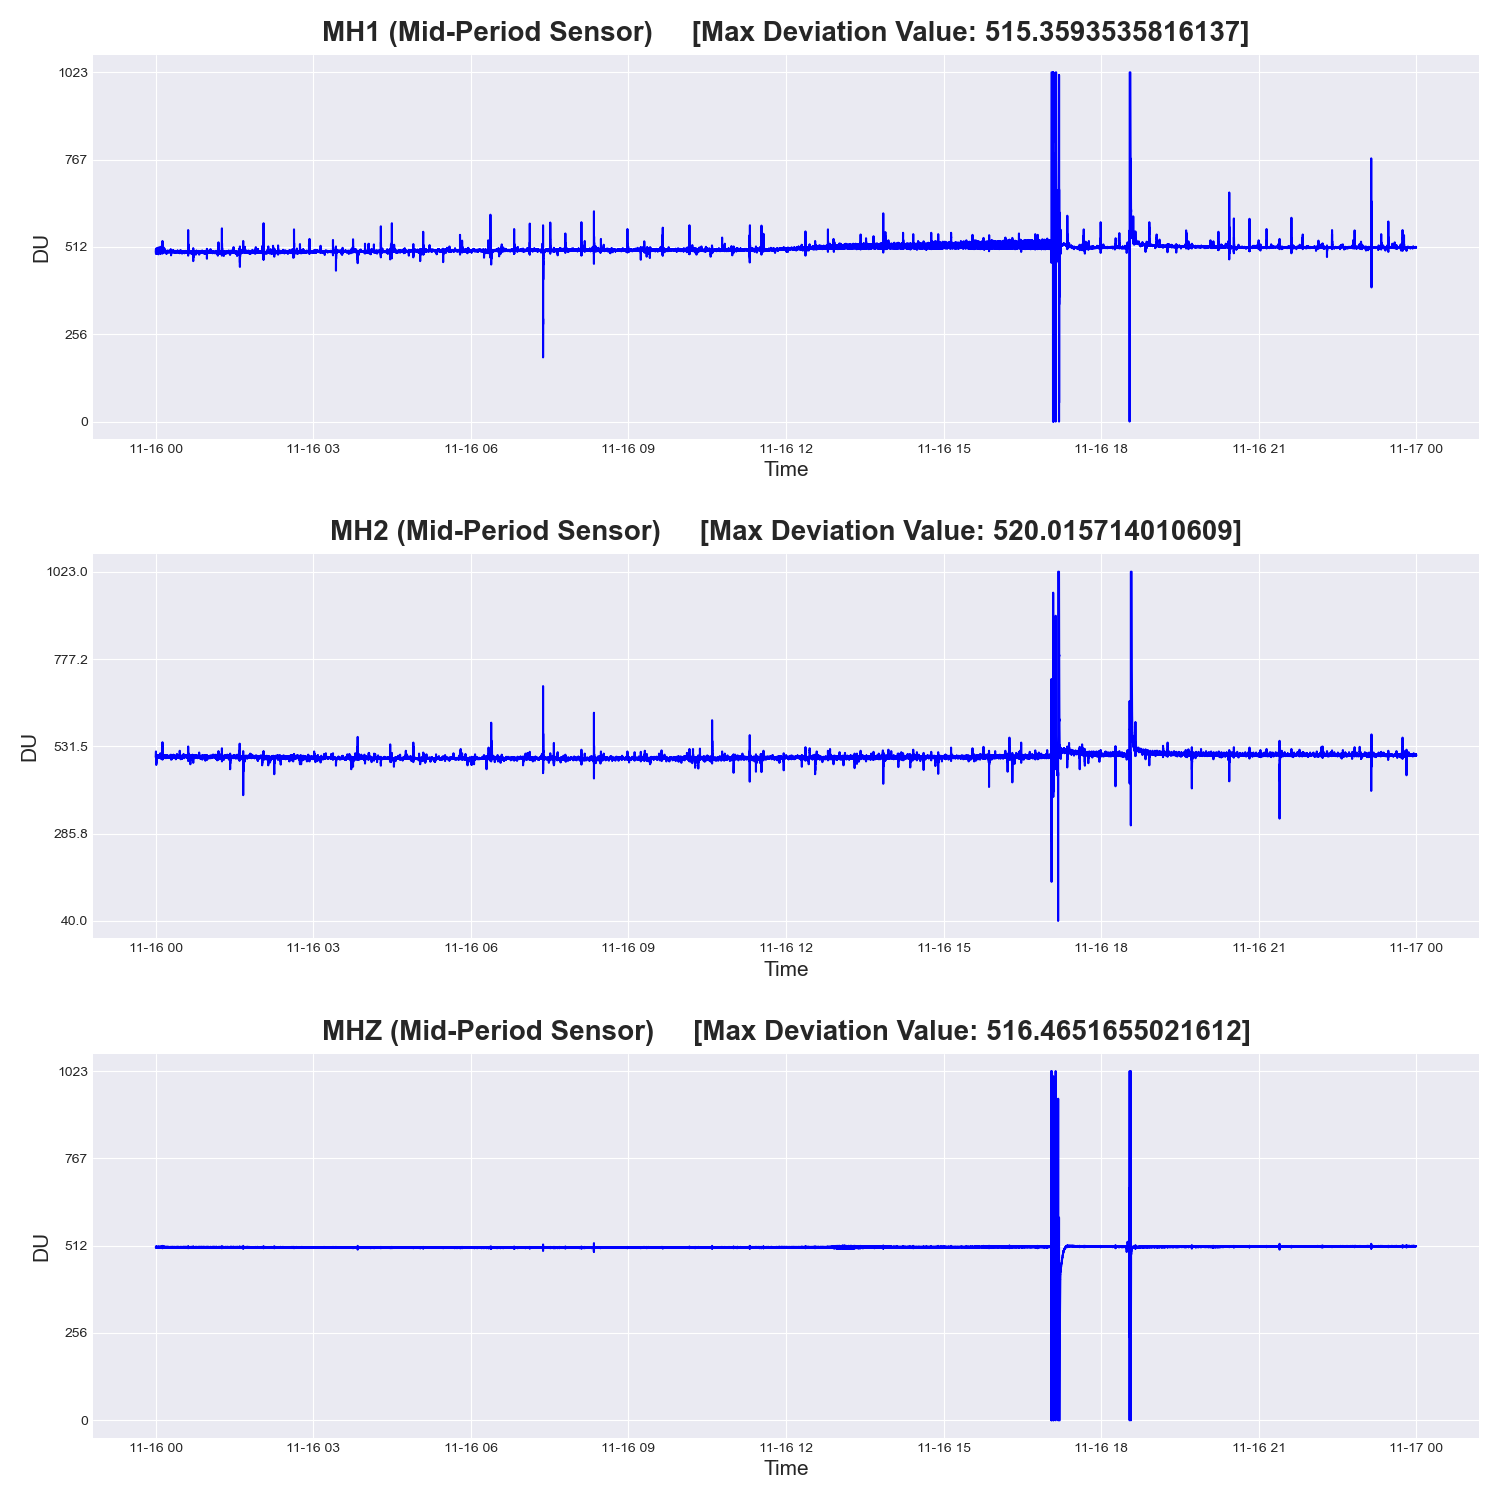 MH1 (Mid-Period Sensor)     [Max Deviation Value: 515.3593535816137]
1023
767
512
256
0
DU
11-16 00 11-16 03 11-16 06 11-16 09 11-16 12 11-16 15 11-16 18 11-16 21 11-17 00
Time
MH2 (Mid-Period Sensor)     [Max Deviation Value: 520.015714010609]
1023.0
777.2
531.5
285.8
40.0
DU
11-16 00 11-16 03 11-16 06 11-16 09 11-16 12 11-16 15 11-16 18 11-16 21 11-17 00
Time
MHZ (Mid-Period Sensor)     [Max Deviation Value: 516.4651655021612]
1023
767
512
256
0
DU
11-16 00 11-16 03 11-16 06 11-16 09 11-16 12 11-16 15 11-16 18 11-16 21 11-17 00
Time